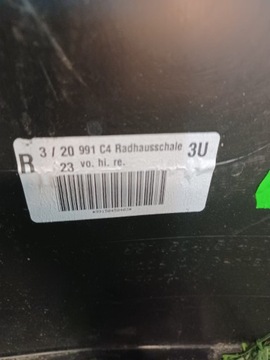 3 / 20 991 C4 Radhausschale 3U
R 23 vo. hi. re.